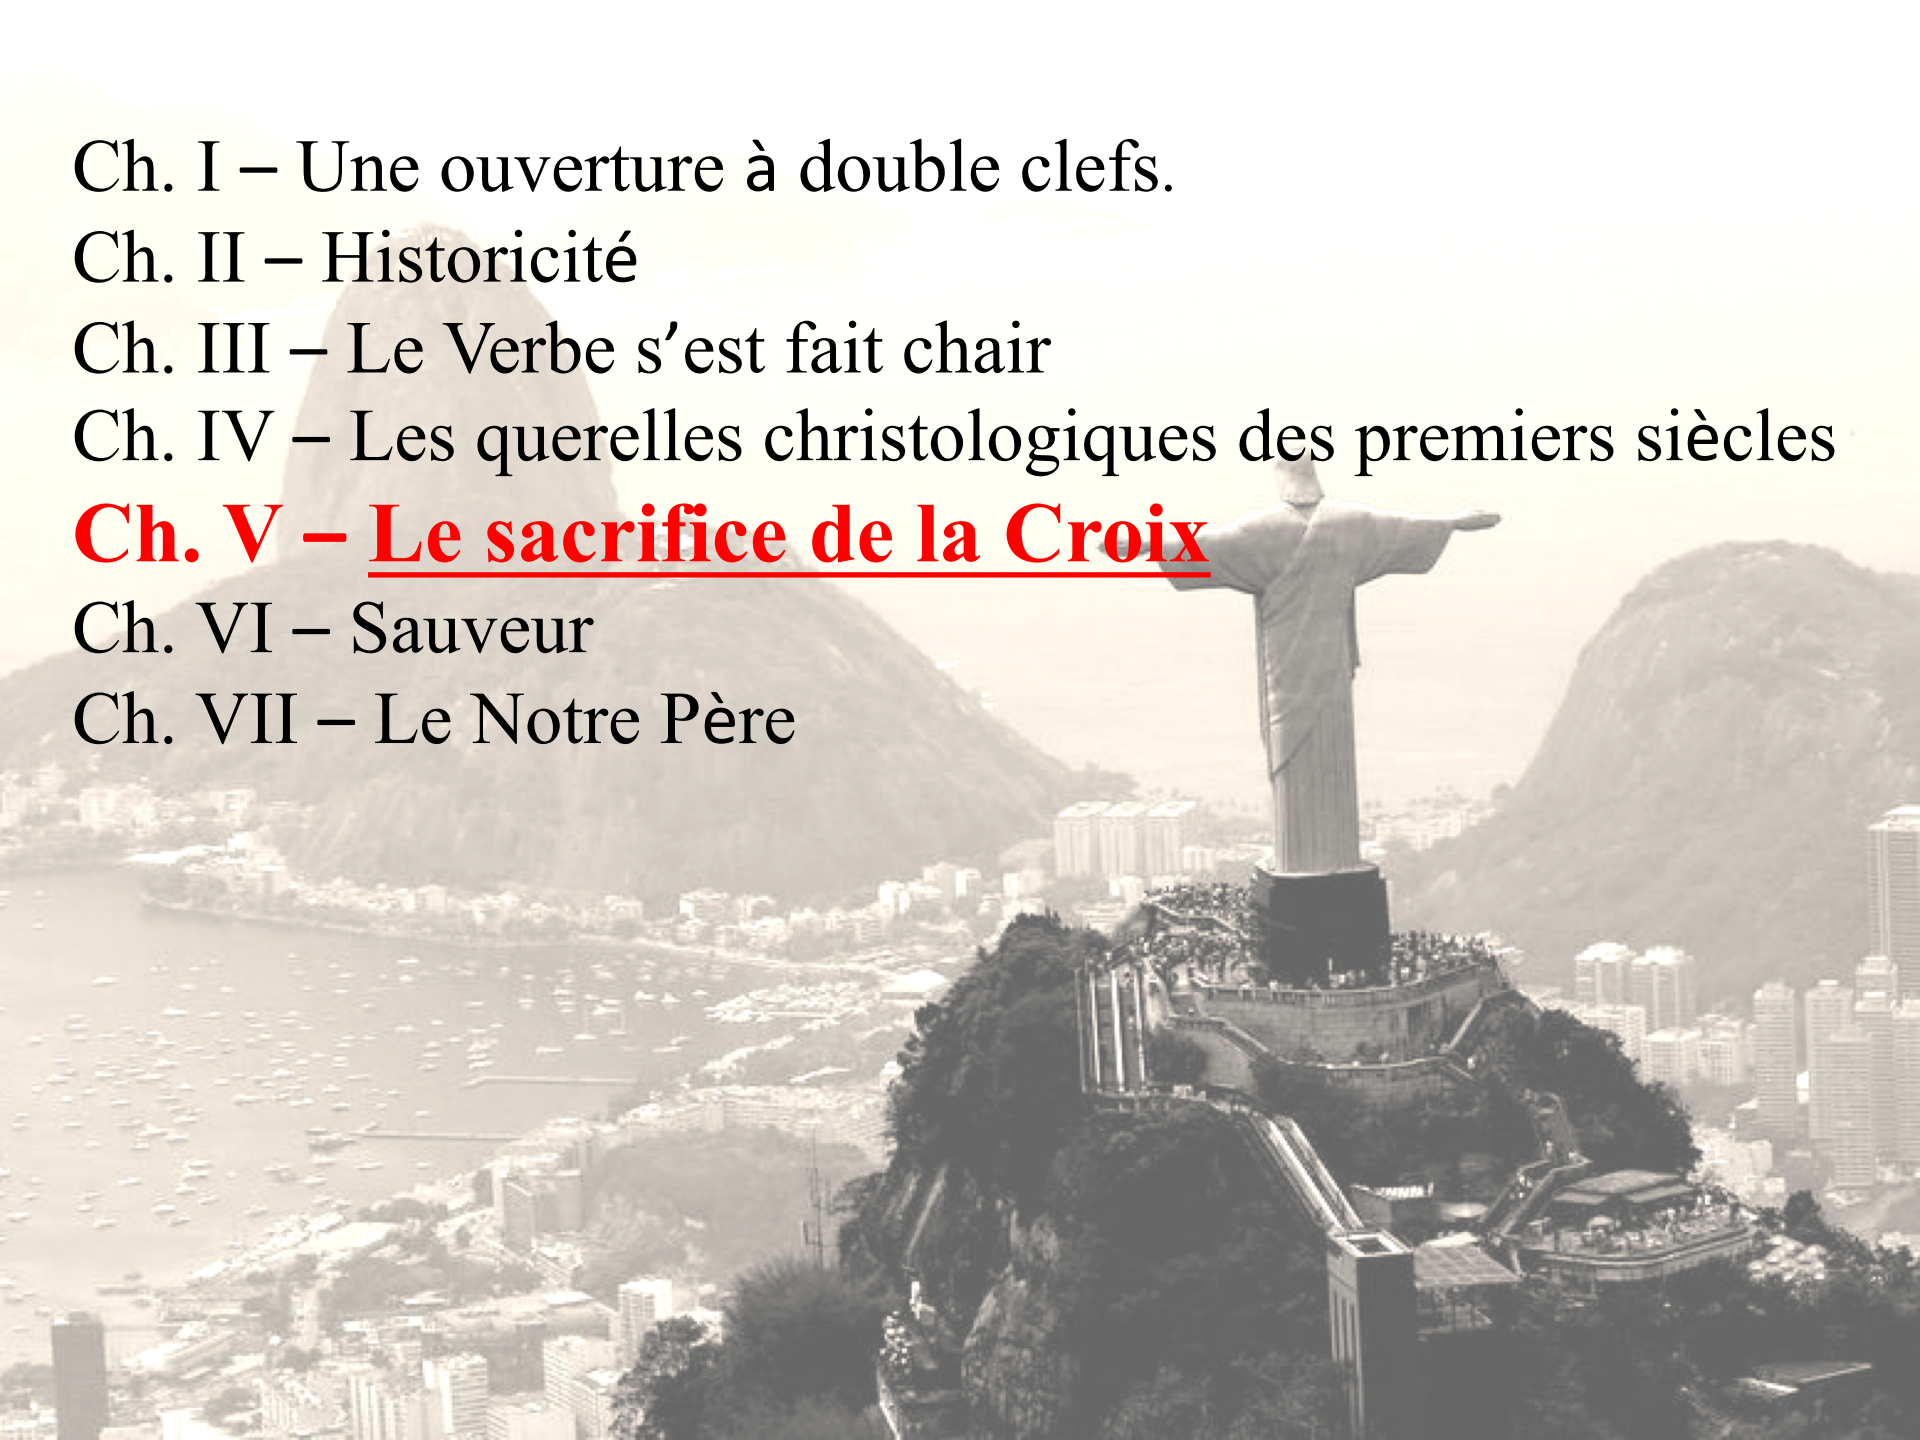 Ch. I – Une ouverture à double clefs.
Ch. II – Historicité
Ch. III – Le Verbe s’est fait chair
Ch. IV – Les querelles christologiques des premiers siècles
Ch. V – Le sacrifice de la Croix
Ch. VI – Sauveur
Ch. VII – Le Notre Père